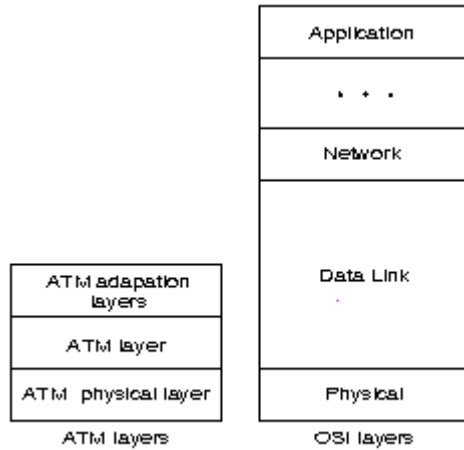 Application
. . .
Network
Data Link
Physical
OSI layers
ATM adapation
layers
ATM layer
ATM physical layer
ATM layers